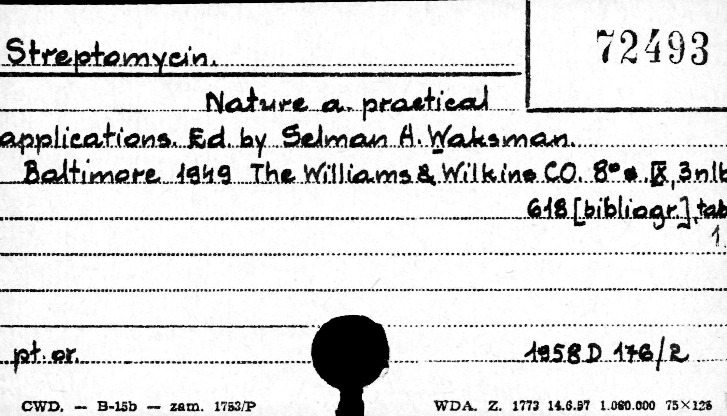 72493
Streptomycin.
Nature a. practical
applications. Ed. by Selman A. Waksman.
Baltimore 1949 The Williams & Wilkins CO. 8° s. IX, 3nlb
618 [bibliogr.], tab
1
pt. or. 1958 D 176/2
CWD. — B-15b — zam. 1753/P WDA. Z. 1773 14.6.57 1.060.000 75×125